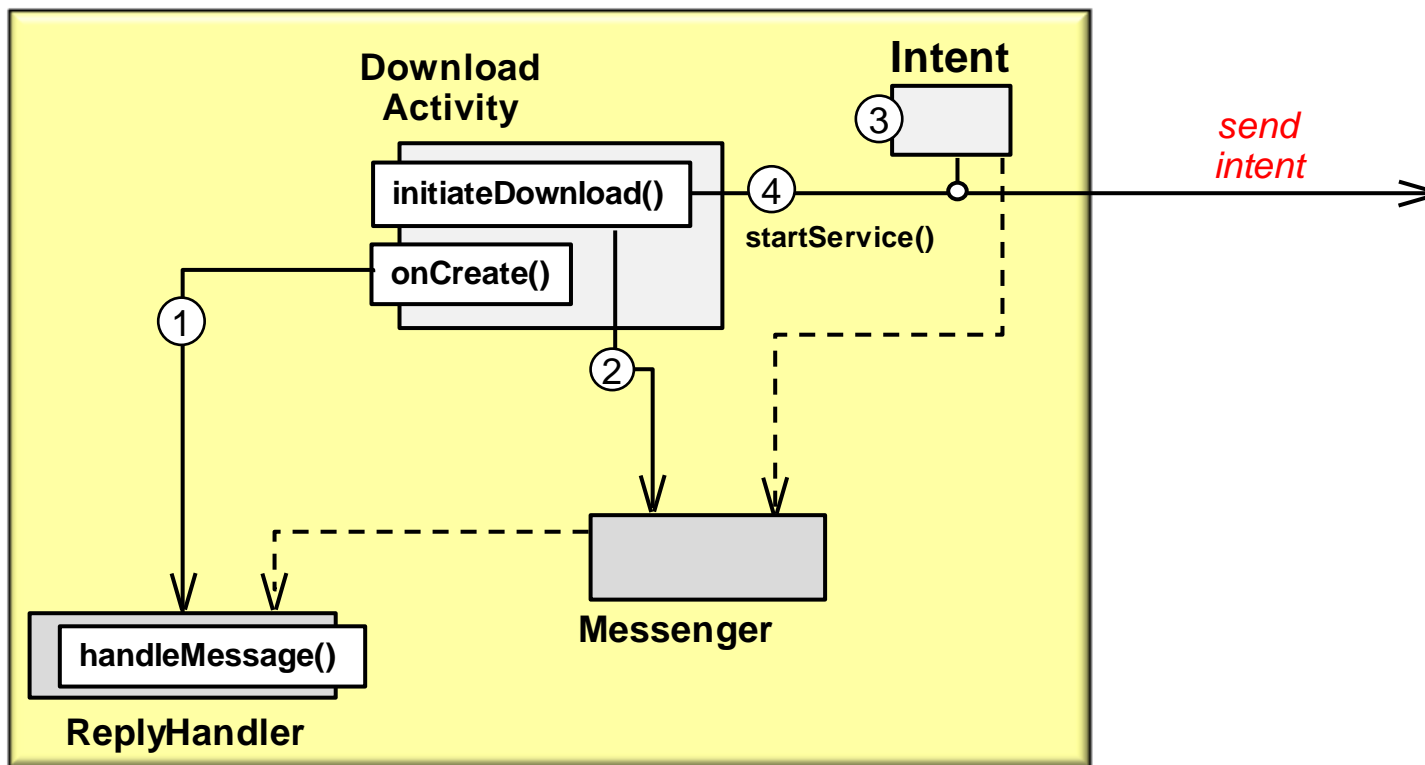 Download
Activity
Intent
3
send
intent
initiateDownload()
4
startService()
onCreate()
1
2
Messenger
handleMessage()
ReplyHandler